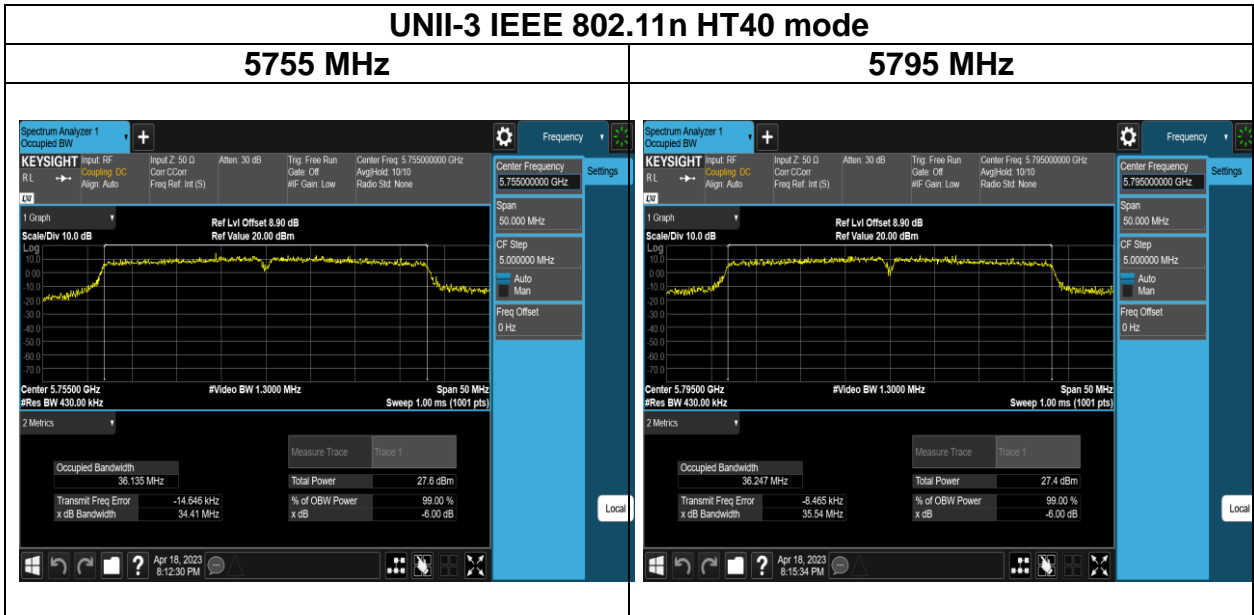 UNII-3 IEEE 802.11n HT40 mode
5755 MHz
5795 MHz
Spectrum Analyzer 1
Occupied BW
+
Frequency
KEYSIGHT
R L
LXI
Input: RF
Coupling: DC
Align: Auto
Input Z: 50 Ω
Corr CCorr
Freq Ref: Int (S)
Atten: 30 dB
Trig: Free Run
Gate: Off
#IF Gain: Low
Center Freq: 5.755000000 GHz
Avg|Hold: 10/10
Radio Std: None
Center Frequency
5.755000000 GHz
Settings
Span
50.000 MHz
CF Step
5.000000 MHz
Auto
Man
Freq Offset
0 Hz
1 Graph
Scale/Div 10.0 dB
Ref Lvl Offset 8.90 dB
Ref Value 20.00 dBm
Log
10.0
0.00
-10.0
-20.0
-30.0
-40.0
-50.0
-60.0
-70.0
Center 5.75500 GHz
#Video BW 1.3000 MHz
Span 50 MHz
#Res BW 430.00 kHz
Sweep 1.00 ms (1001 pts)
2 Metrics
Measure Trace
Trace 1
Occupied Bandwidth
36.135 MHz
Total Power
27.6 dBm
Transmit Freq Error
-14.646 kHz
% of OBW Power
99.00 %
x dB Bandwidth
34.41 MHz
x dB
-6.00 dB
Local
?
Apr 18, 2023
8:12:30 PM
Spectrum Analyzer 1
Occupied BW
+
Frequency
KEYSIGHT
R L
LXI
Input: RF
Coupling: DC
Align: Auto
Input Z: 50 Ω
Corr CCorr
Freq Ref: Int (S)
Atten: 30 dB
Trig: Free Run
Gate: Off
#IF Gain: Low
Center Freq: 5.795000000 GHz
Avg|Hold: 10/10
Radio Std: None
Center Frequency
5.795000000 GHz
Settings
Span
50.000 MHz
CF Step
5.000000 MHz
Auto
Man
Freq Offset
0 Hz
1 Graph
Scale/Div 10.0 dB
Ref Lvl Offset 8.90 dB
Ref Value 20.00 dBm
Log
10.0
0.00
-10.0
-20.0
-30.0
-40.0
-50.0
-60.0
-70.0
Center 5.79500 GHz
#Video BW 1.3000 MHz
Span 50 MHz
#Res BW 430.00 kHz
Sweep 1.00 ms (1001 pts)
2 Metrics
Measure Trace
Trace 1
Occupied Bandwidth
36.247 MHz
Total Power
27.4 dBm
Transmit Freq Error
-8.465 kHz
% of OBW Power
99.00 %
x dB Bandwidth
35.54 MHz
x dB
-6.00 dB
Local
?
Apr 18, 2023
8:15:34 PM